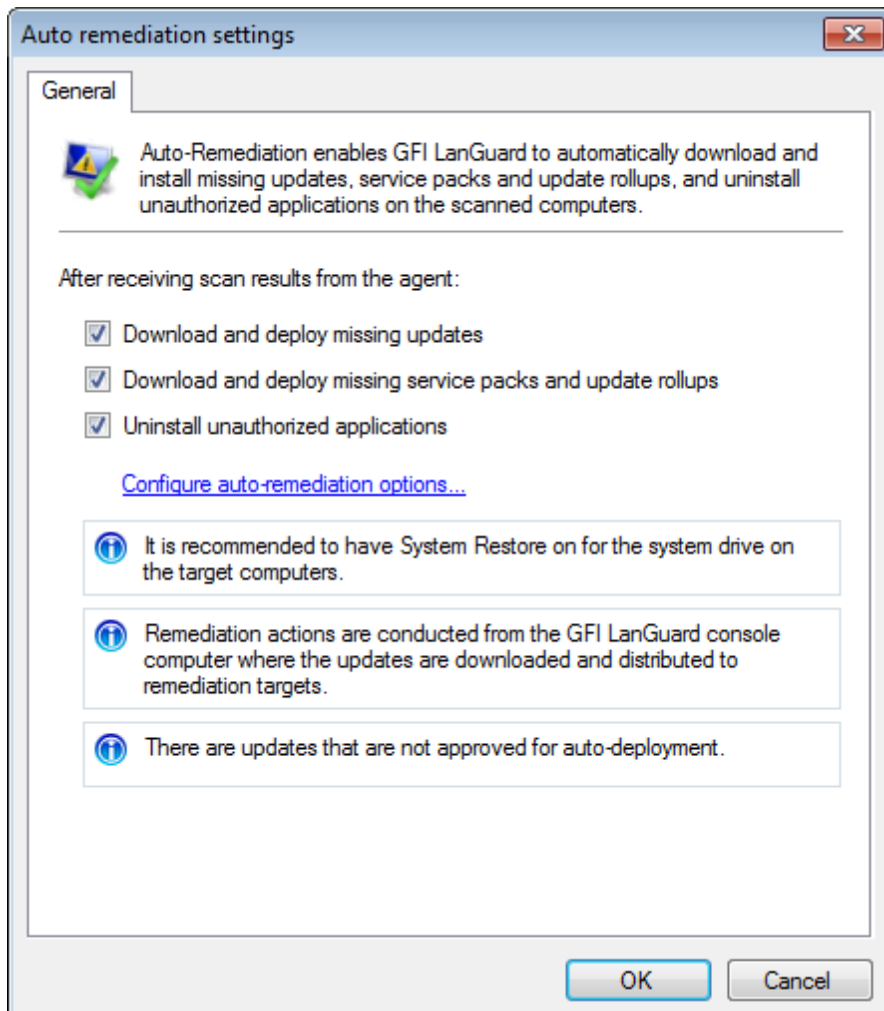 Auto remediation settings
General
Auto-Remediation enables GFI LanGuard to automatically download and
install missing updates, service packs and update rollups, and uninstall
unauthorized applications on the scanned computers.
After receiving scan results from the agent:
Download and deploy missing updates
Download and deploy missing service packs and update rollups
Uninstall unauthorized applications
Configure auto-remediation options...
It is recommended to have System Restore on for the system drive on
the target computers.
Remediation actions are conducted from the GFI LanGuard console
computer where the updates are downloaded and distributed to
remediation targets.
There are updates that are not approved for auto-deployment.
OK
Cancel